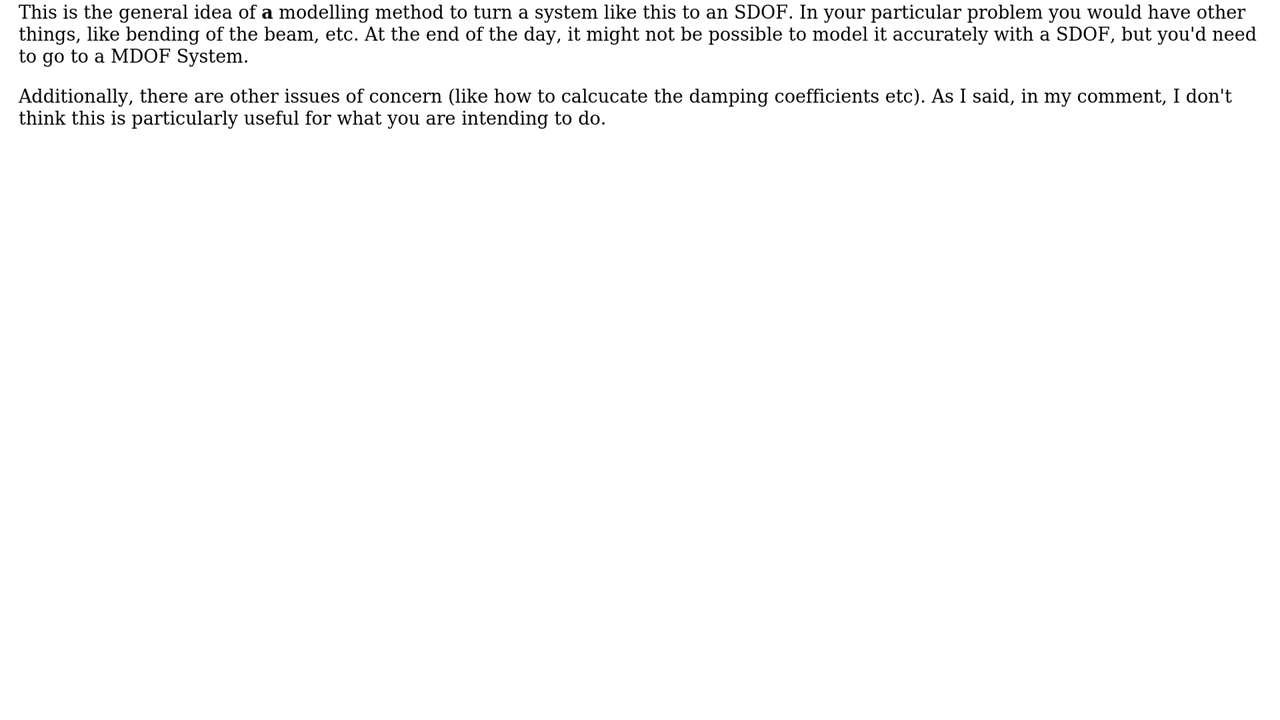 This is the general idea of a modelling method to turn a system like this to an SDOF. In your particular problem you would have other
things, like bending of the beam, etc. At the end of the day, it might not be possible to model it accurately with a SDOF, but you'd need
to go to a MDOF System.
Additionally, there are other issues of concern (like how to calcucate the damping coefficients etc). As I said, in my comment, I don't
think this is particularly useful for what you are intending to do.